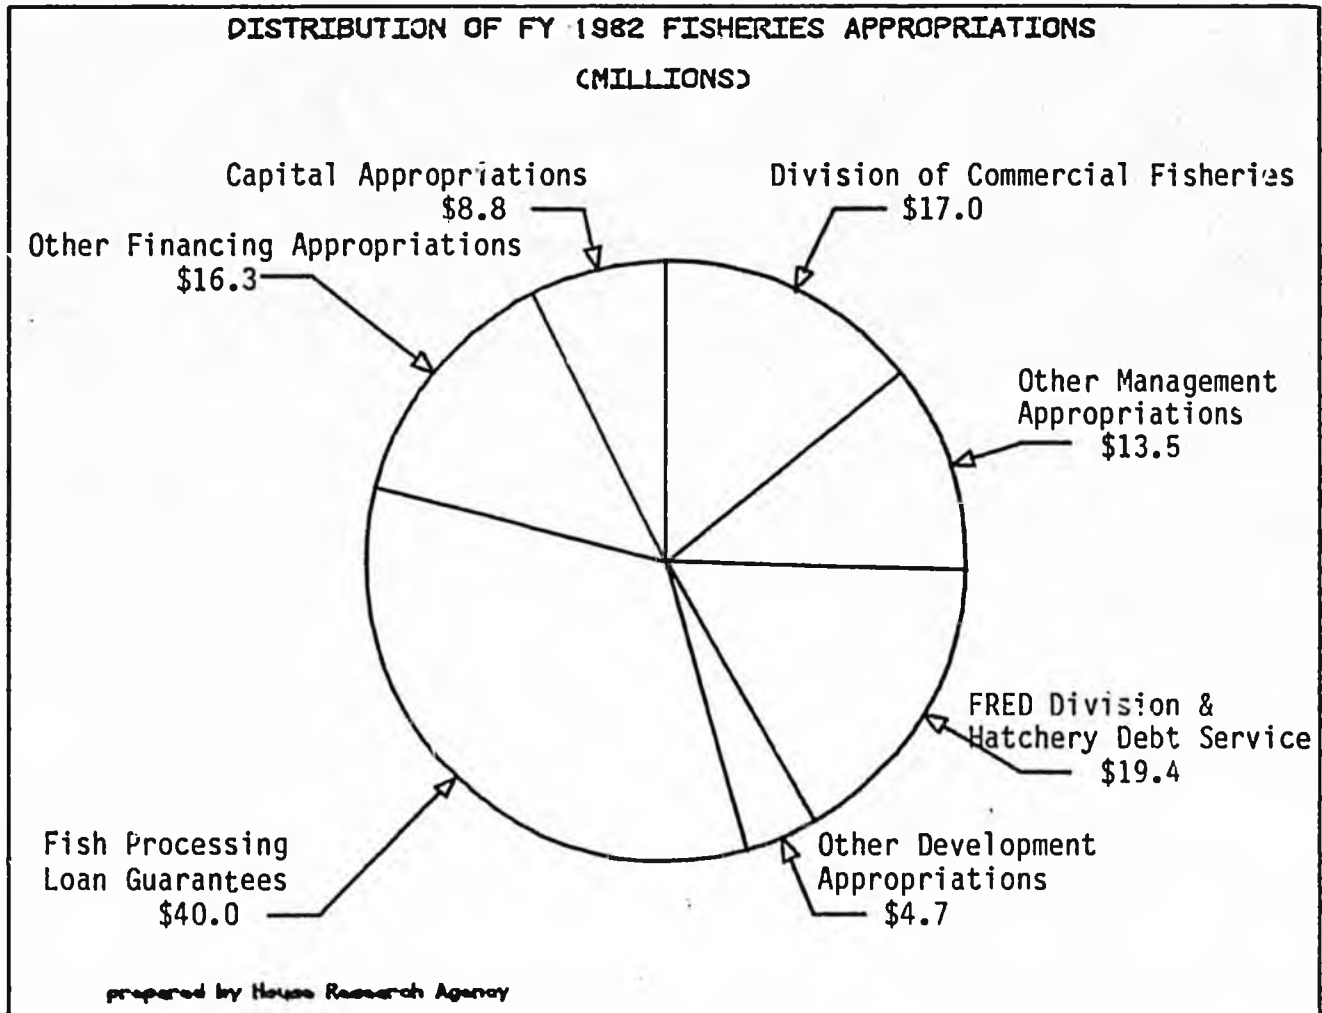 DISTRIBUTION OF FY 1982 FISHERIES APPROPRIATIONS
(MILLIONS)
Capital Appropriations
$8.8
Division of Commercial Fisheries
$17.0
Other Financing Appropriations
$16.3
Other Management
Appropriations
$13.5
FRED Division &
Hatchery Debt Service
$19.4
Other Development
Appropriations
$4.7
Fish Processing
Loan Guarantees
$40.0
prepared by House Research Agency